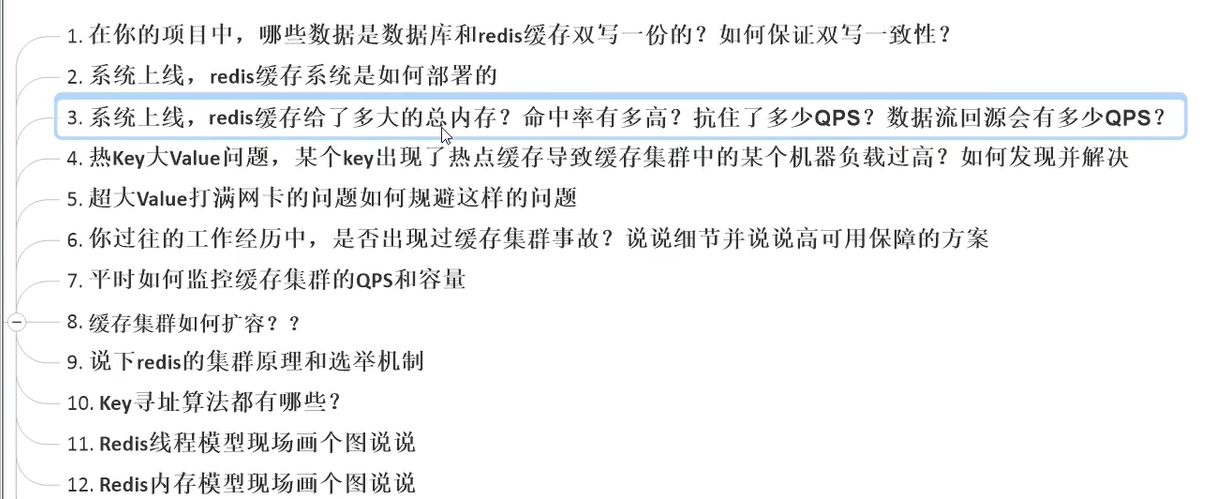 1. 在你的项目中，哪些数据是数据库和redis缓存双写一份的？如何保证双写一致性？
2. 系统上线，redis缓存系统是如何部署的
3. 系统上线，redis缓存给了多大的总内存？命中率有多高？抗住了多少QPS？数据流回源会有多少QPS？
4. 热Key大Value问题，某个key出现了热点缓存导致缓存集群中的某个机器负载过高？如何发现并解决
5. 超大Value打满网卡的问题如何规避这样的问题
6. 你过往的工作经历中，是否出现过缓存集群事故？说说细节并说说高可用保障的方案
7. 平时如何监控缓存集群的QPS和容量
8. 缓存集群如何扩容？？
9. 说下redis的集群原理和选举机制
10. Key寻址算法都有哪些？
11. Redis线程模型现场画个图说说
12. Redis内存模型现场画个图说说